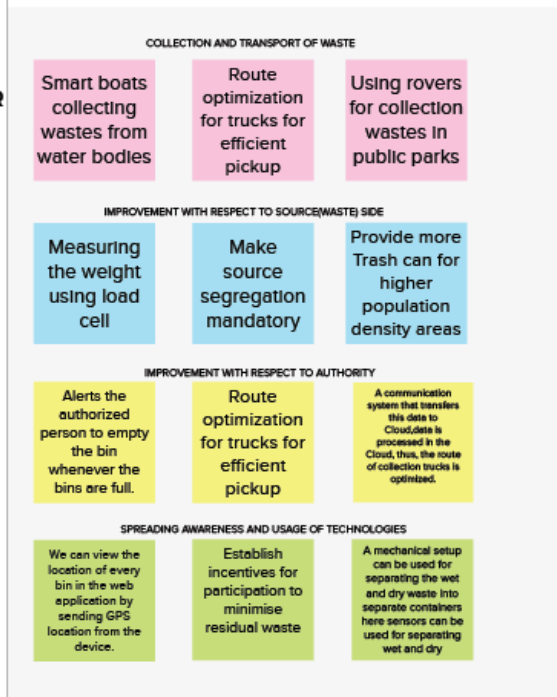 COLLECTION AND TRANSPORT OF WASTE
Smart boats
collecting
wastes from
water bodies
Route
optimization
for trucks for
efficient
pickup
Using rovers
for collection
wastes in
public parks
IMPROVEMENT WITH RESPECT TO SOURCE(WASTE) SIDE
Measuring
the weight
using load
cell
Make
source
segregation
mandatory
Provide more
Trash can for
higher
population
density areas
IMPROVEMENT WITH RESPECT TO AUTHORITY
Alerts the
authorized
person to empty
the bin
whenever the
bins are full.
Route
optimization
for trucks for
efficient
pickup
A communication
system that transfers
this data to
Cloud,data is
processed in the
Cloud, thus, the route
of collection trucks is
optimized.
SPREADING AWARENESS AND USAGE OF TECHNOLOGIES
We can view the
location of every
bin in the web
application by
sending GPS
location from the
device.
Establish
incentives for
participation to
minimise
residual waste
A mechanical setup
can be used for
separating the wet
and dry waste into
separate containers
here sensors can be
used for separating
wet and dry